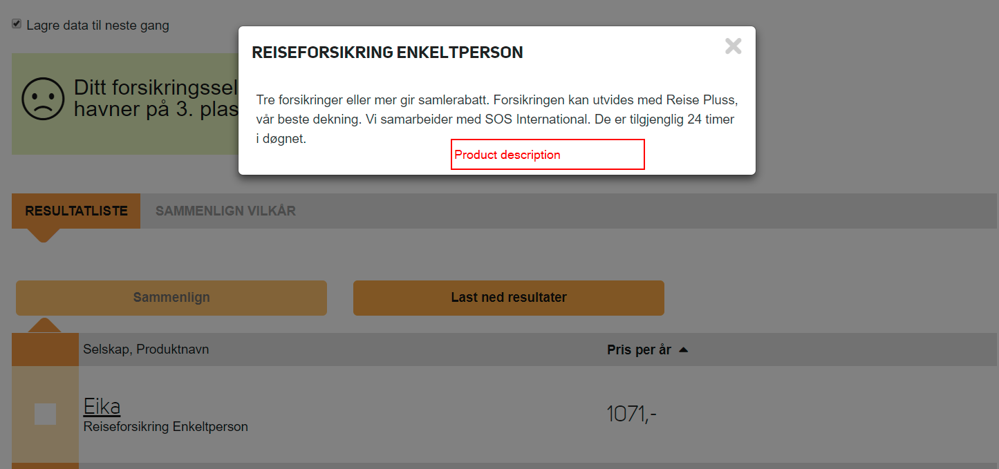 Lagre data til neste gang
REISEFORSIKRING ENKELTPERSON
Ditt forsikringssel
havner på 3. plas
Tre forsikringer eller mer gir samlerabatt. Forsikringen kan utvides med Reise Pluss,
vår beste dekning. Vi samarbeider med SOS International. De er tilgjenglig 24 timer
i døgnet.
Product description
RESULTATLISTE SAMMENLIGN VILKÅR
Sammenlign Last ned resultater
Selskap, Produktnavn Pris per år
Eika
Reiseforsikring Enkeltperson
1071,-